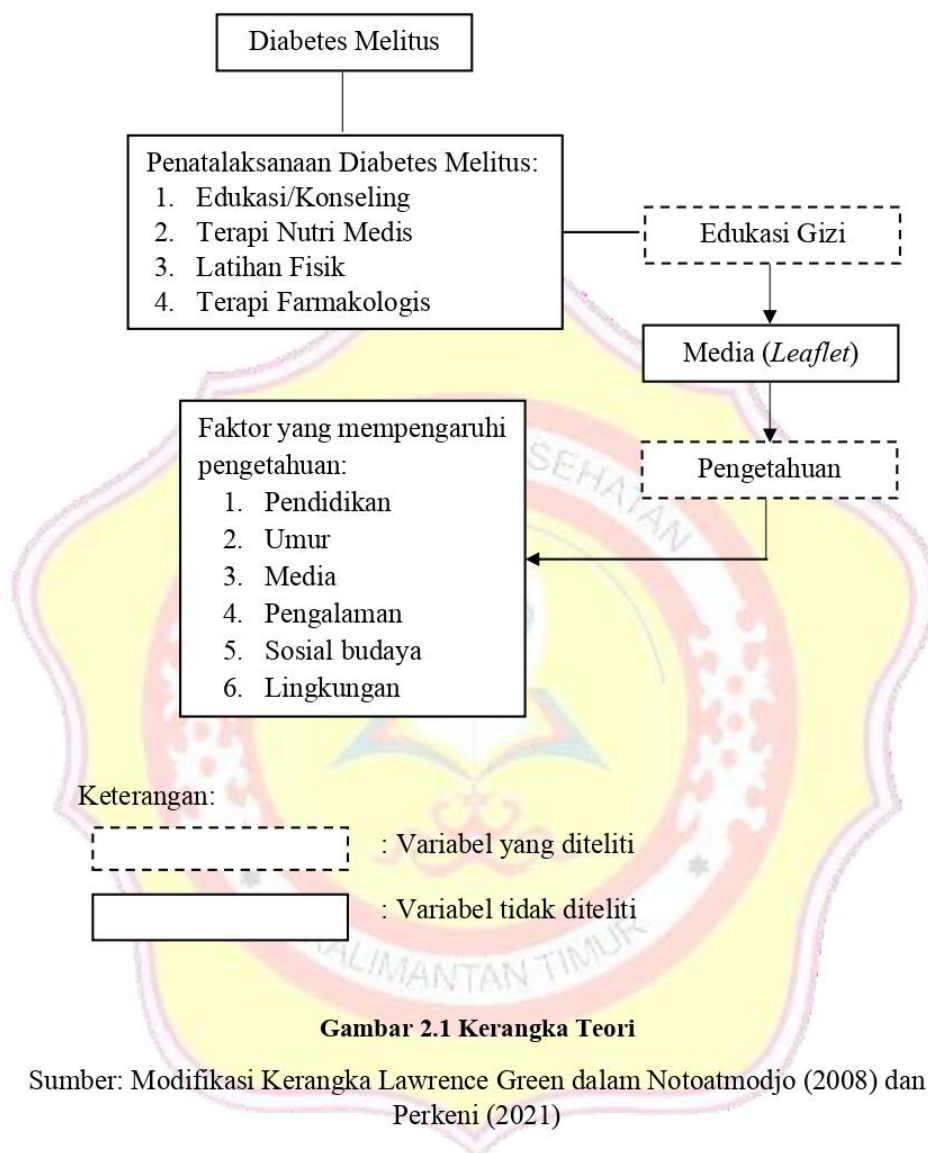 Diabetes Melitus
Penatalaksanaan Diabetes Melitus:
1. Edukasi/Konseling
2. Terapi Nutri Medis
3. Latihan Fisik
4. Terapi Farmakologis
Edukasi Gizi
Media (Leaflet)
Pengetahuan
Faktor yang mempengaruhi
pengetahuan:
1. Pendidikan
2. Umur
3. Media
4. Pengalaman
5. Sosial budaya
6. Lingkungan
SEHATAN
Keterangan:
: Variabel yang diteliti
: Variabel tidak diteliti
KALIMANTAN TIMUR
Gambar 2.1 Kerangka Teori
Sumber: Modifikasi Kerangka Lawrence Green dalam Notoatmodjo (2008) dan
Perkeni (2021)